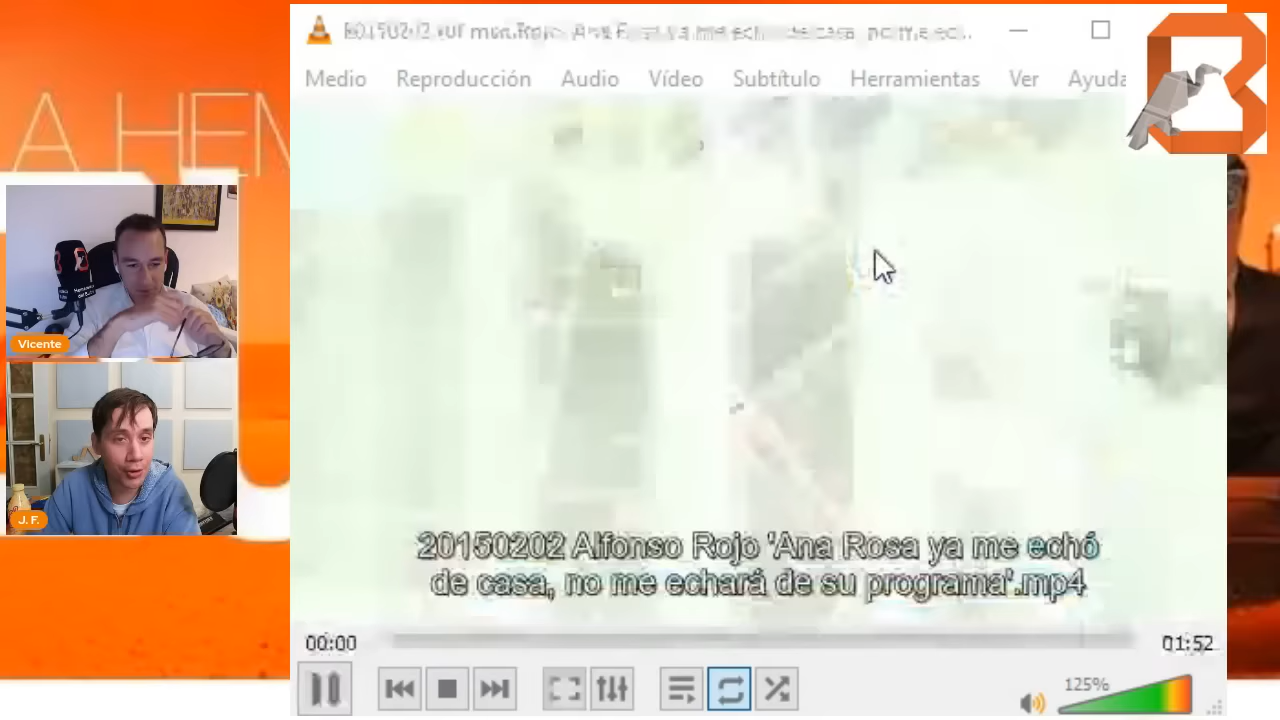 A HEM
Medio Reproducción Audio Vídeo Subtítulo Herramientas Ver Ayuda
Vicente
J. F.
20150202 Alfonso Rojo 'Ana Rosa ya me echó
de casa, no me echará de su programa'.mp4
00:00
01:52
125%